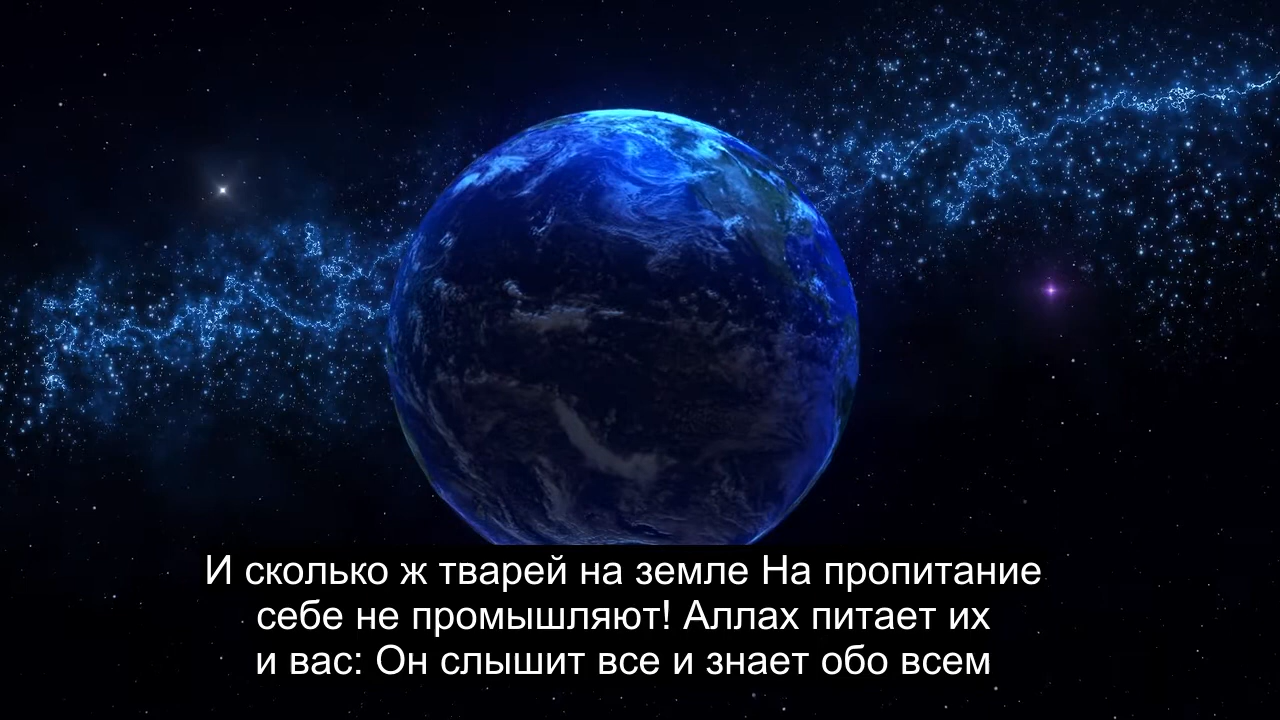 И сколько ж тварей на земле На пропитание
себе не промышляют! Аллах питает их
и вас: Он слышит все и знает обо всем